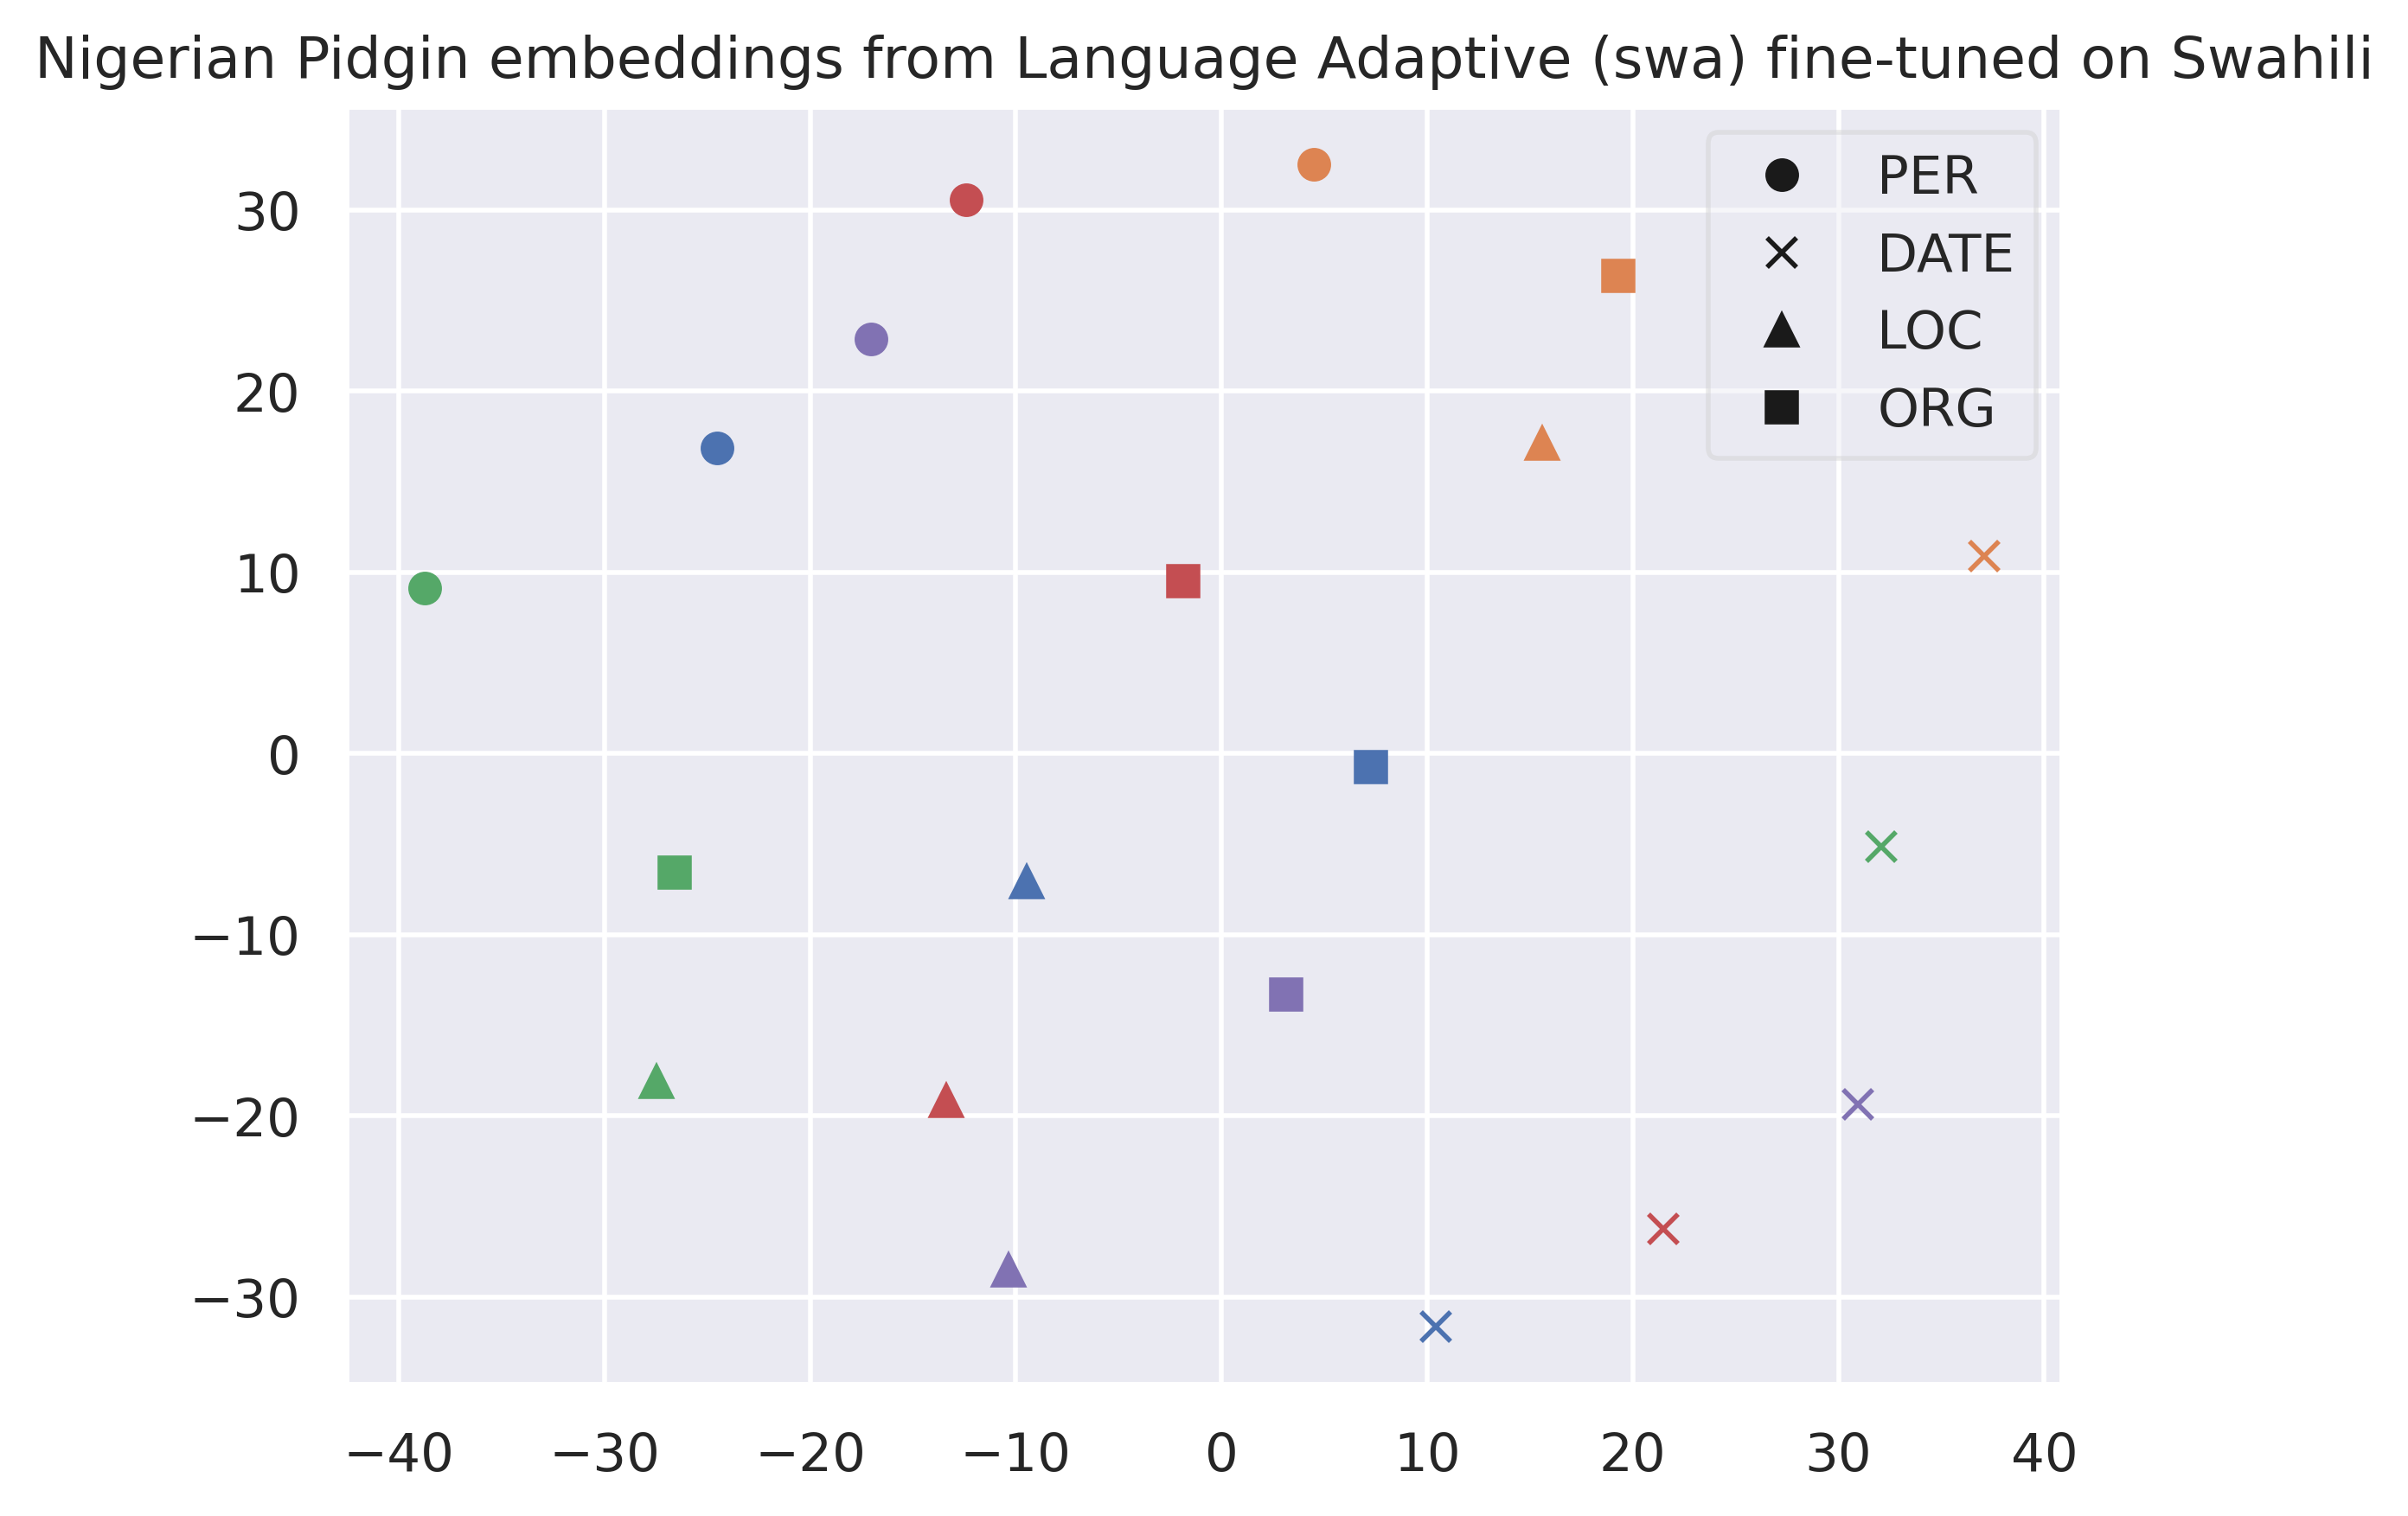 Nigerian Pidgin embeddings from Language Adaptive (swa) fine-tuned on Swahili
PER
DATE
LOC
ORG
30
20
10
0
−10
−20
−30
−40 −30 −20 −10 0 10 20 30 40